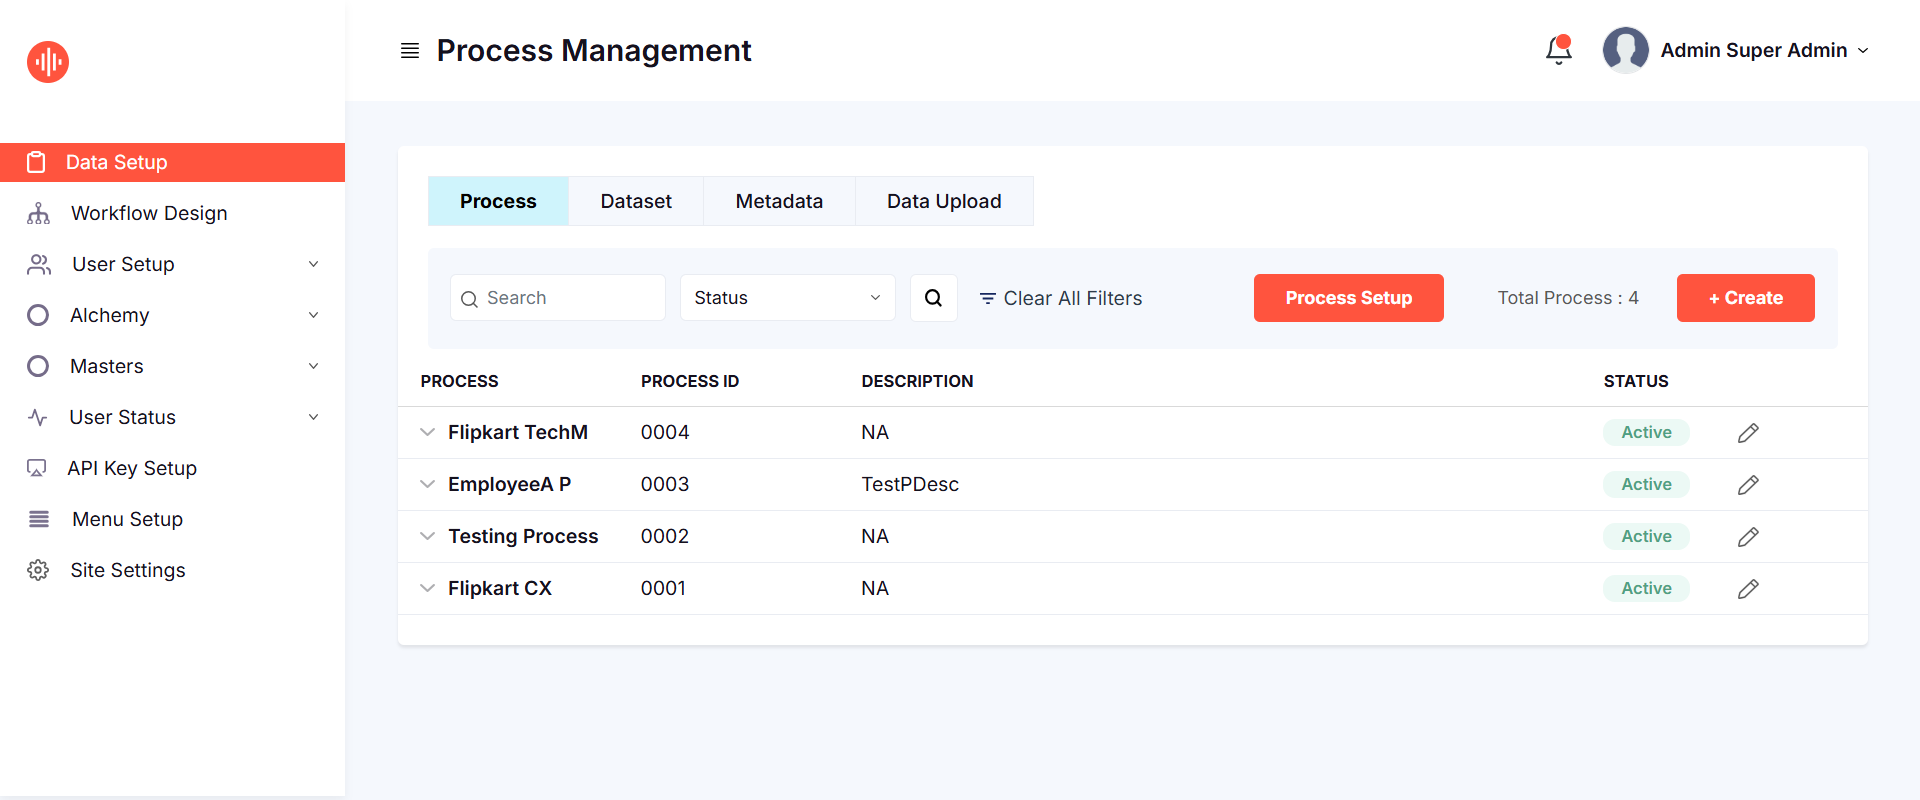 Process Management
Admin Super Admin
Data Setup
Workflow Design
User Setup
Alchemy
Masters
User Status
API Key Setup
Menu Setup
Site Settings
Process Dataset Metadata Data Upload
Search Status Clear All Filters Process Setup Total Process : 4 + Create
PROCESS PROCESS ID DESCRIPTION STATUS
Flipkart TechM 0004 NA Active
EmployeeA P 0003 TestPDesc Active
Testing Process 0002 NA Active
Flipkart CX 0001 NA Active